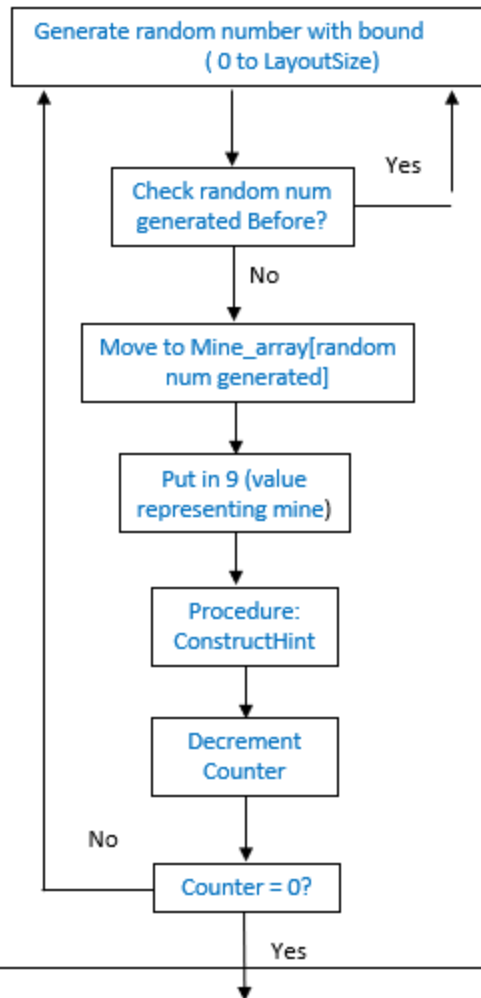 Generate random number with bound
( 0 to LayoutSize)
Yes
Check random num
generated Before?
No
Move to Mine_array[random
num generated]
Put in 9 (value
representing mine)
Procedure:
ConstructHint
Decrement
Counter
No
Counter = 0?
Yes